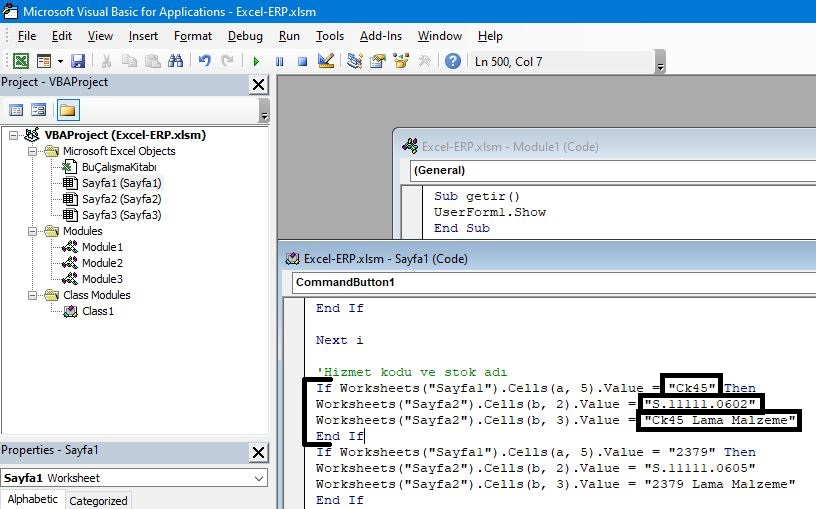 Microsoft Visual Basic for Applications - Excel-ERP.xlsm
File Edit View Insert Format Debug Run Tools Add-Ins Window Help
Ln 500, Col 7
Project - VBAProject
VBAProject (Excel-ERP.xlsm)
Microsoft Excel Objects
BuÇalışmaKitabı
Sayfa1 (Sayfa1)
Sayfa2 (Sayfa2)
Sayfa3 (Sayfa3)
Modules
Module1
Module2
Module3
Class Modules
Class1
Properties - Sayfa1
Sayfa1 Worksheet
Alphabetic Categorized
Excel-ERP.xlsm - Module1 (Code)
(General)
Sub getir()
UserForm1.Show
End Sub
Excel-ERP.xlsm - Sayfa1 (Code)
CommandButton1
End If
Next i
'Hizmet kodu ve stok adı
If Worksheets("Sayfa1").Cells(a, 5).Value = "Ck45" Then
Worksheets("Sayfa2").Cells(b, 2).Value = "S.11111.0602"
Worksheets("Sayfa2").Cells(b, 3).Value = "Ck45 Lama Malzeme"
End If
If Worksheets("Sayfa1").Cells(a, 5).Value = "2379" Then
Worksheets("Sayfa2").Cells(b, 2).Value = "S.11111.0605"
Worksheets("Sayfa2").Cells(b, 3).Value = "2379 Lama Malzeme"
End If